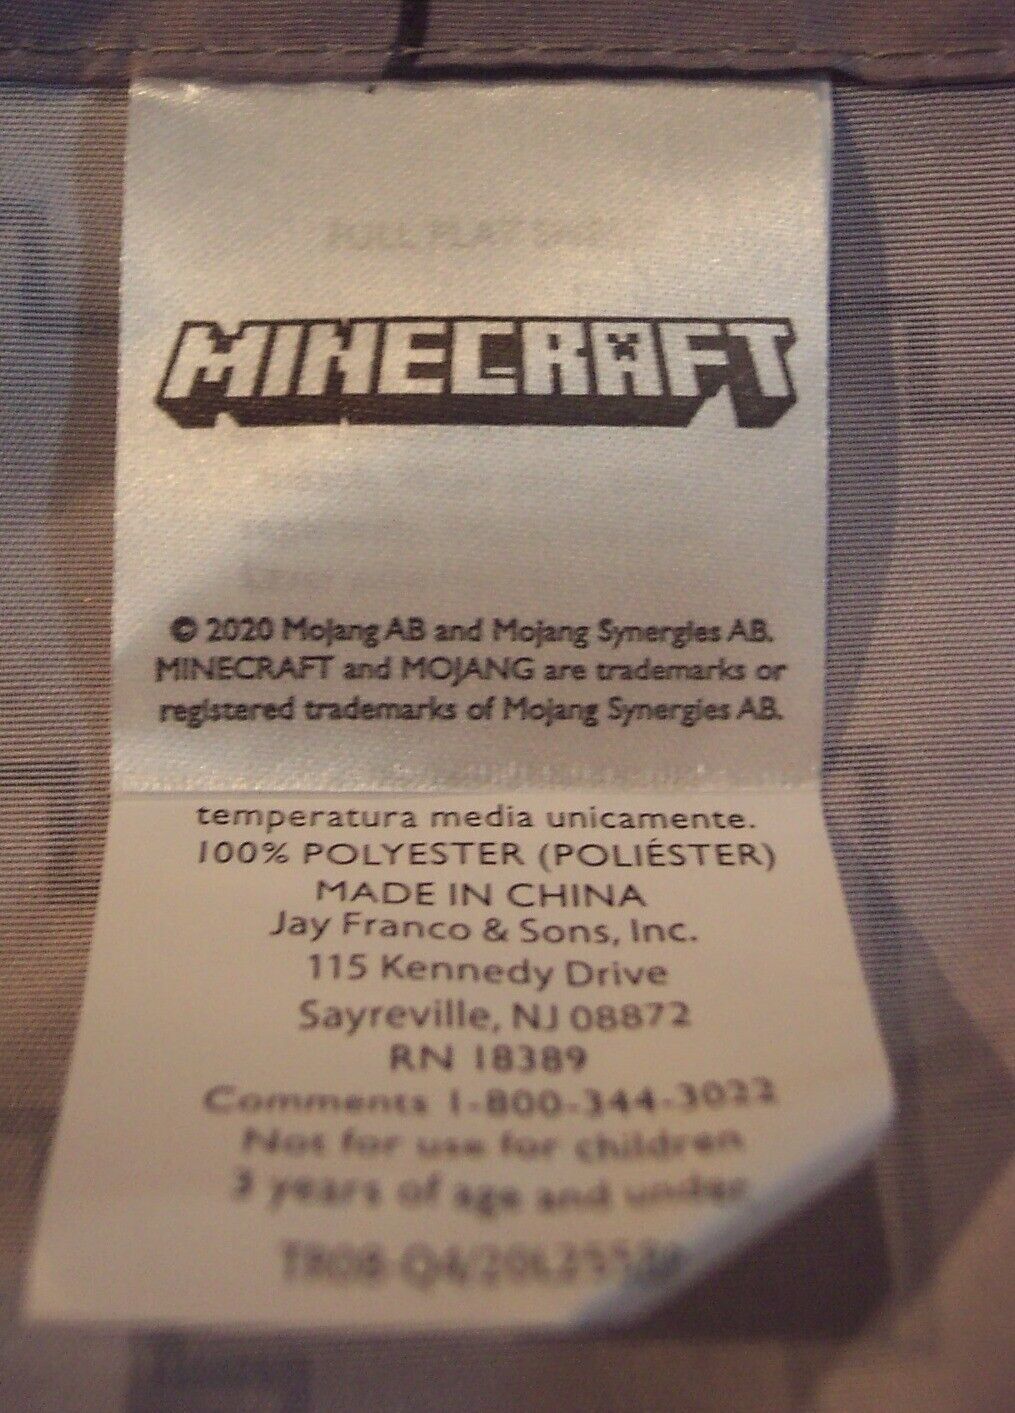 MINECRAFT
© 2020 Mojang AB and Mojang Synergies AB.
MINECRAFT and MOJANG are trademarks or
registered trademarks of Mojang Synergies AB.
temperatura media unicamente.
100% POLYESTER (POLIÉSTER)
MADE IN CHINA
Jay Franco & Sons, Inc.
115 Kennedy Drive
Sayreville, NJ 08872
RN 18389
Comments 1-800-344-3022
Not for use for children
3 years of age and under